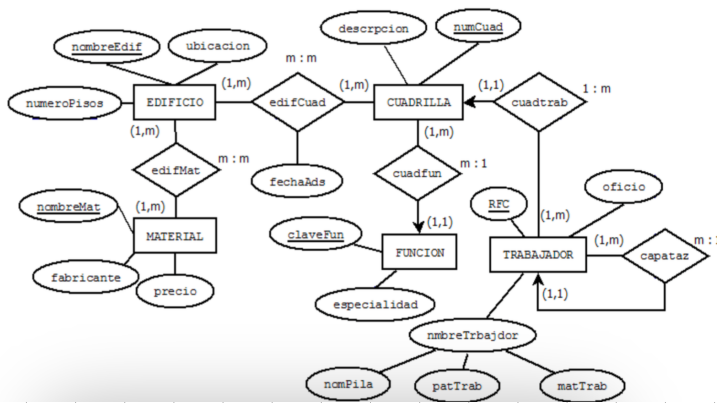 descrpcion
numCuad
nombreEdif
ubicacion
m : m
numeroPisos
(1,m)
EDIFICIO
edifCuad
(1,m)
CUADRILLA
(1,1)
cuadtrab
1 : m
(1,m)
(1,m)
edifMat
m : m
fechaAds
cuadfun
m : 1
nombreMat
(1,m)
MATERIAL
fabricante
precio
claveFun
(1,1)
FUNCION
especialidad
RFC
oficio
(1,m)
TRABAJADOR
(1,m)
capataz
m : 1
(1,1)
nmbreTrbajdor
nomPila
patTrab
matTrab